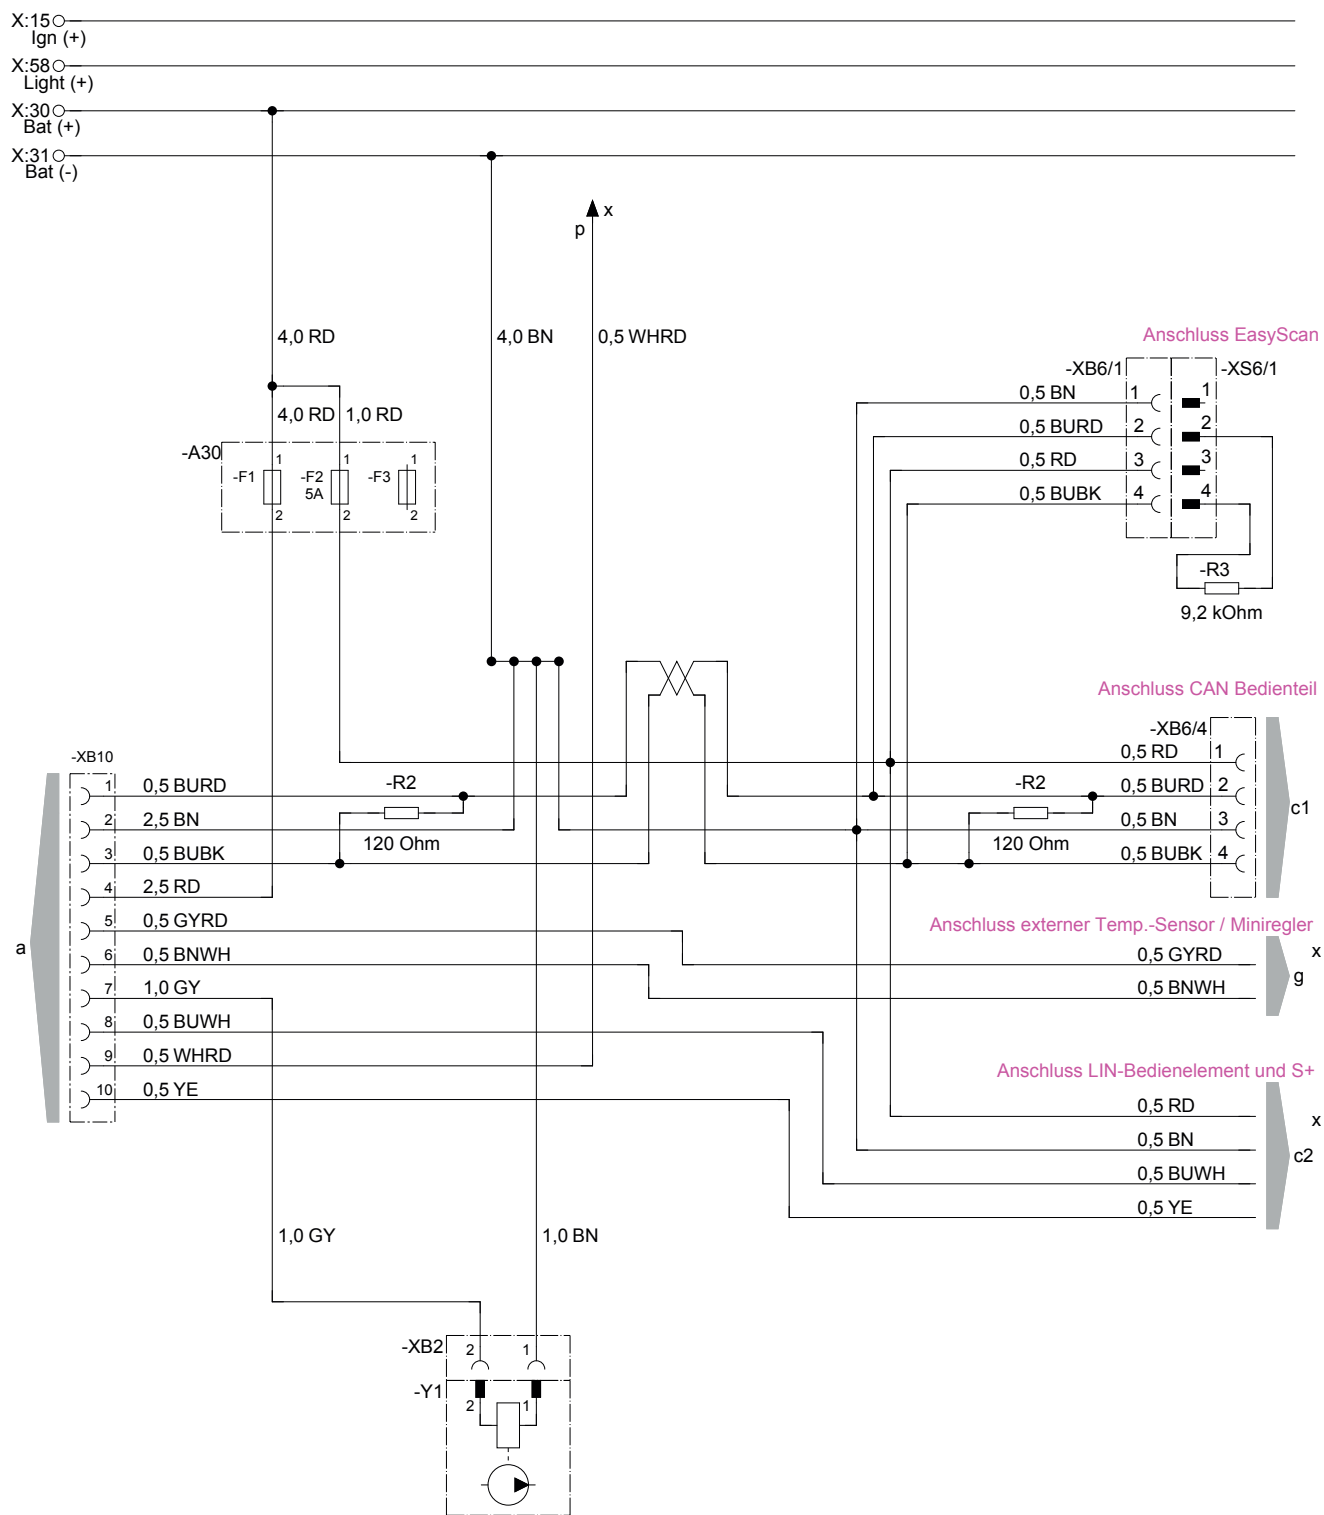 X:15
Ign (+)
X:58
Light (+)
X:30
Bat (+)
X:31
Bat (-)
x
p
4,0 RD
4,0 BN
0,5 WHRD
Anschluss EasyScan
-XB6/1
-XS6/1
0,5 BN
1
1
0,5 BURD
2
2
0,5 RD
3
3
0,5 BUBK
4
4
4,0 RD
1,0 RD
-A30
1
1
1
-F1
-F2
-F3
5A
2
2
2
-R3
9,2 kOhm
Anschluss CAN Bedienteil
-XB6/4
0,5 RD
1
0,5 BURD
2
c1
0,5 BN
3
0,5 BUBK
4
-XB10
1
0,5 BURD
-R2
-R2
2
2,5 BN
120 Ohm
120 Ohm
3
0,5 BUBK
4
2,5 RD
5
0,5 GYRD
Anschluss externer Temp.-Sensor / Miniregler
a
6
0,5 BNWH
0,5 GYRD
x
7
1,0 GY
0,5 BNWH
g
8
0,5 BUWH
9
0,5 WHRD
10
0,5 YE
Anschluss LIN-Bedienelement und S+
0,5 RD
x
0,5 BN
c2
0,5 BUWH
0,5 YE
1,0 GY
1,0 BN
-XB2
2
1
-Y1
2
1